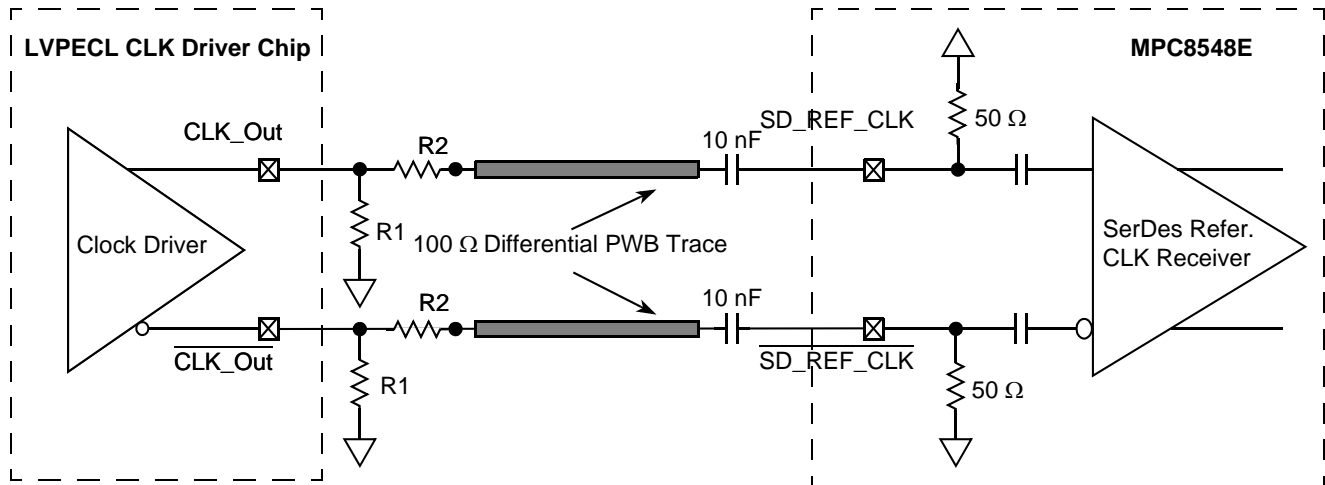 LVPECL CLK Driver Chip
MPC8548E
CLK_Out
R2
10 nF
SD_REF_CLK
50 Ω
Clock Driver
R1
100 Ω Differential PWB Trace
SerDes Refer.
CLK Receiver
R2
10 nF
CLK_Out
SD_REF_CLK
R1
50 Ω